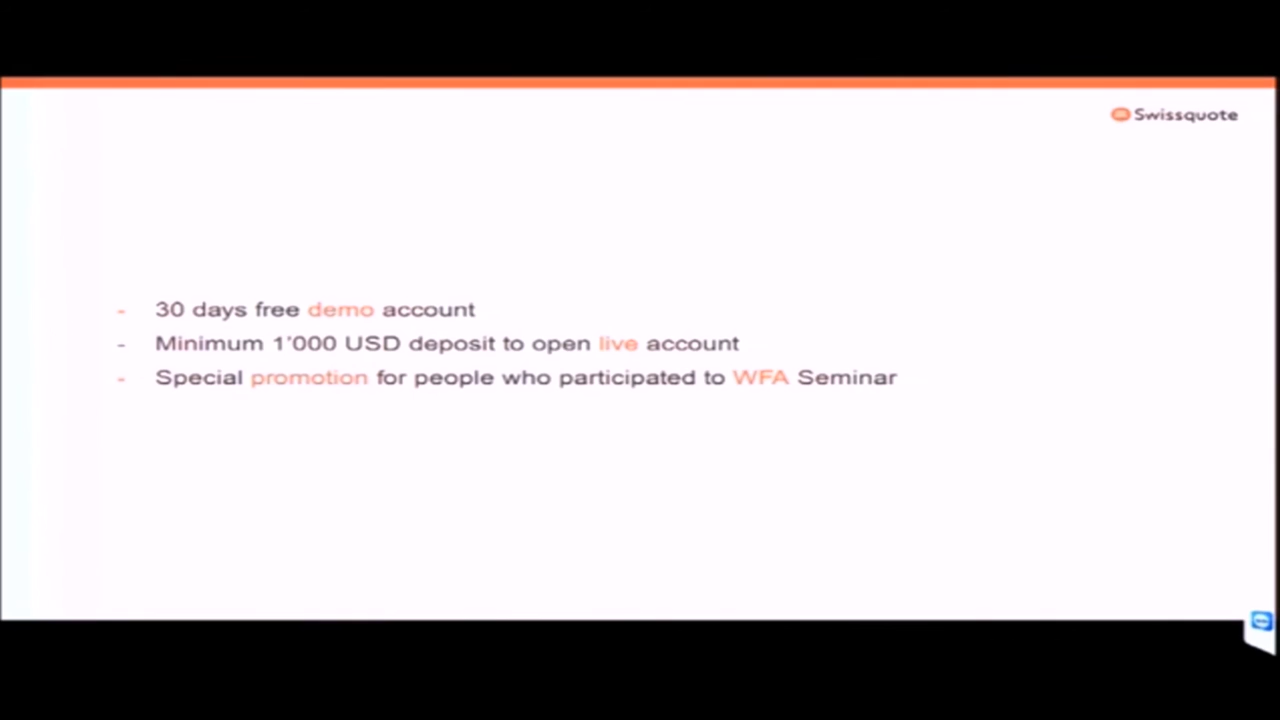 Swissquote
- 30 days free demo account
- Minimum 1'000 USD deposit to open live account
- Special promotion for people who participated to WFA Seminar